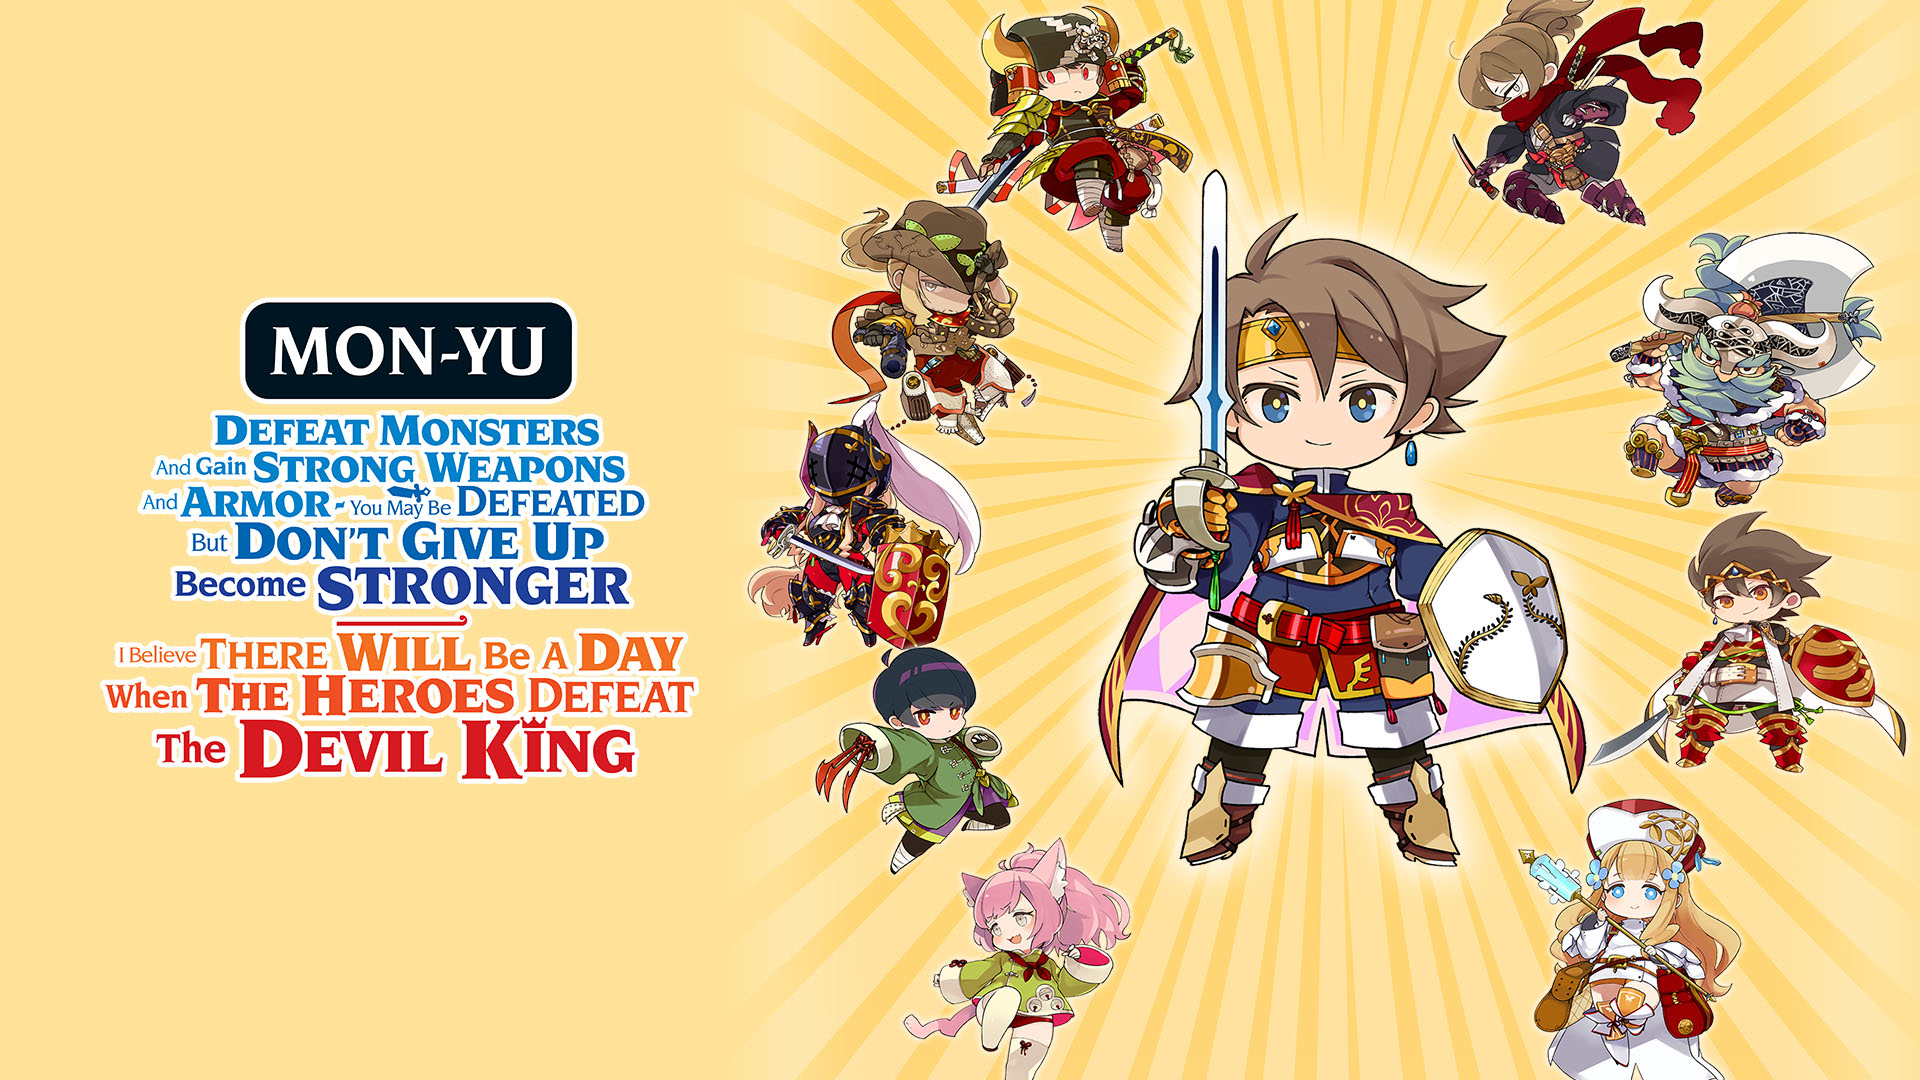 MON-YU
DEFEAT MONSTERS
And Gain STRONG WEAPONS
And ARMOR - You May Be DEFEATED
But DON'T GIVE UP
Become STRONGER
I Believe THERE WILL Be A DAY
When THE HEROES DEFEAT
The DEVIL KING